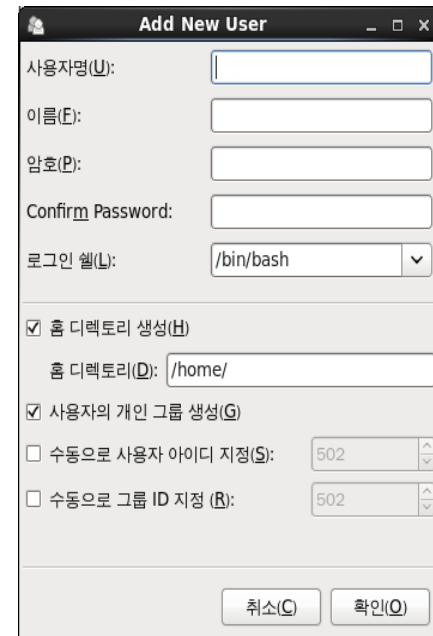 Add New User
사용자명(U):
이름(F):
암호(P):
Confirm Password:
로그인 쉘(L): /bin/bash
홈 디렉토리 생성(H)
홈 디렉토리(D): /home/
사용자의 개인 그룹 생성(G)
수동으로 사용자 아이디 지정(S): 502
수동으로 그룹 ID 지정 (R): 502
취소(C) 확인(O)